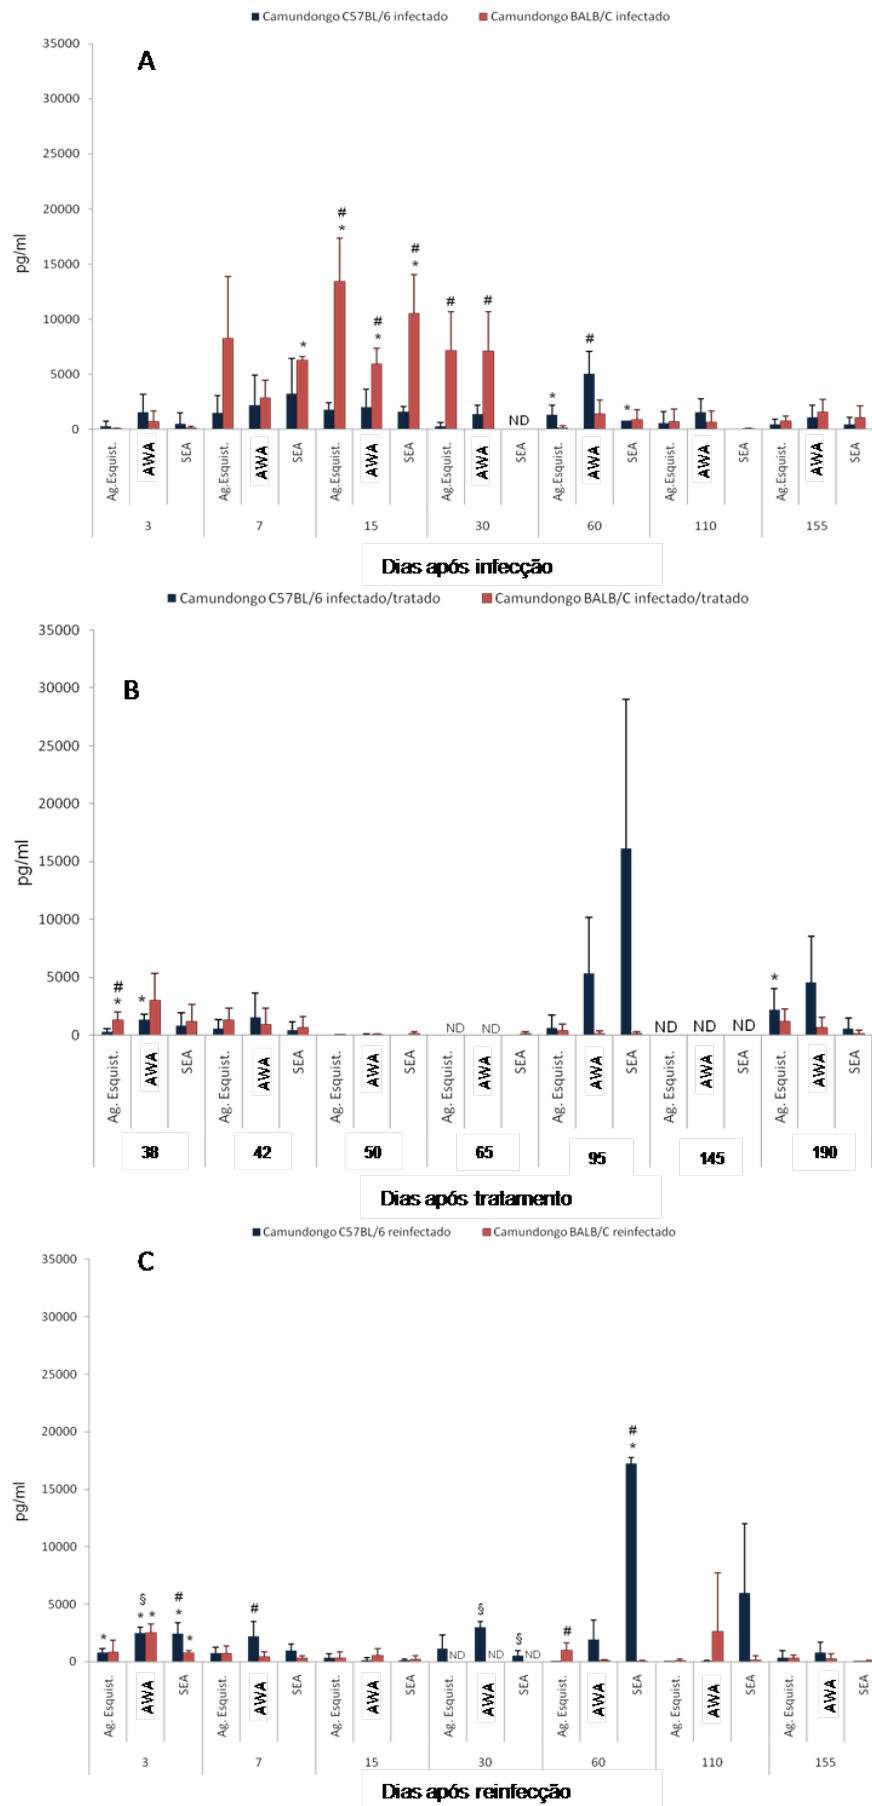 Camundongo C57BL/6 infectado Camundongo BALB/C infectado
A
35000
30000
25000
20000
15000
10000
5000
0
pg/ml
# *
* # * # * # # ND * # *
Ag.Esquist. AWA SEA Ag.Esquist. AWA SEA Ag.Esquist. AWA SEA Ag.Esquist. AWA SEA Ag.Esquist. AWA SEA Ag.Esquist. AWA SEA Ag.Esquist. AWA SEA
3 7 15 30 60 110 155
Dias após infecção
Camundongo C57BL/6 infectado/tratado Camundongo BALB/C infectado/tratado
B
35000
30000
25000
20000
15000
10000
5000
0
pg/ml
# * * ND ND ND ND ND *
Ag. Esquist. AWA SEA Ag. Esquist. AWA SEA Ag. Esquist. AWA SEA Ag. Esquist. AWA SEA Ag. Esquist. AWA SEA Ag. Esquist. AWA SEA Ag. Esquist. AWA SEA
38 42 50 65 95 145 190
Dias após tratamento
Camundongo C57BL/6 reinfectado Camundongo BALB/C reinfectado
C
35000
30000
25000
20000
15000
10000
5000
0
pg/ml
* § * * # * * # ND § ND § ND # # *
Ag. Esquist. AWA SEA Ag. Esquist. AWA SEA Ag. Esquist. AWA SEA Ag. Esquist. AWA SEA Ag. Esquist. AWA SEA Ag. Esquist. AWA SEA Ag. Esquist. AWA SEA
3 7 15 30 60 110 155
Dias após reinfecção